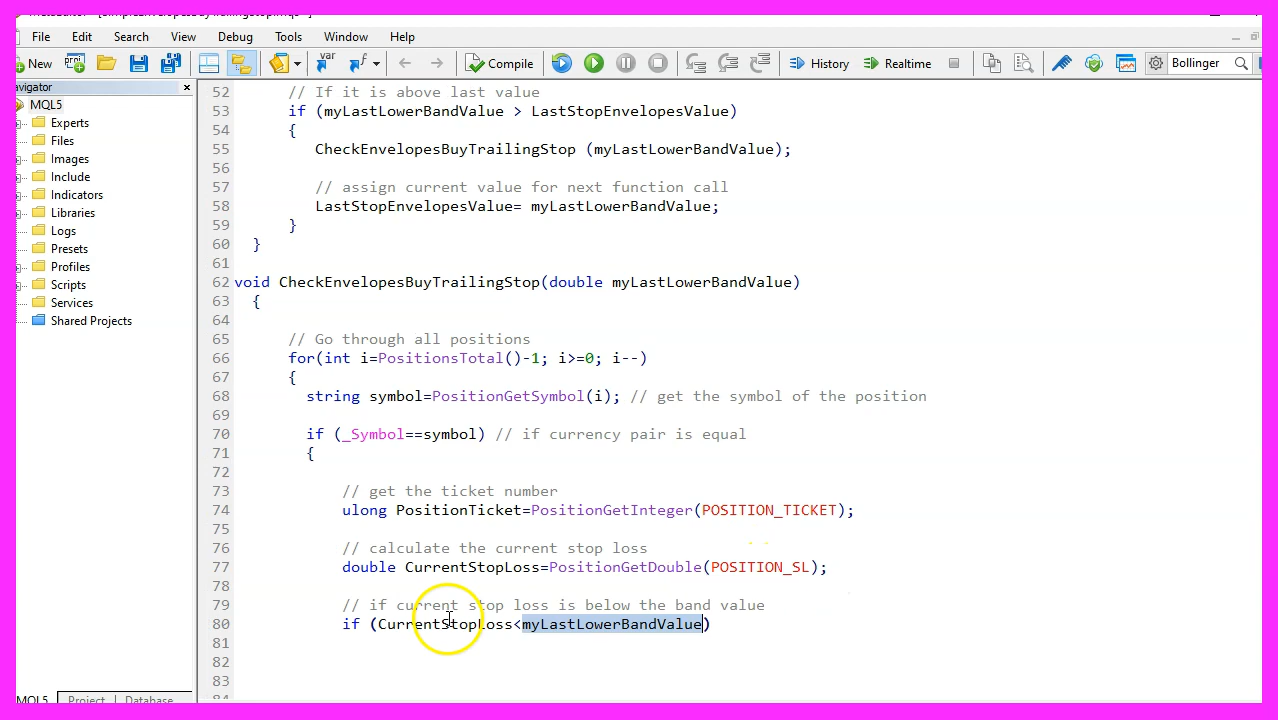 MetaEditor - [SimpleEnvelopesBuyTrailingStop.mq5 *]
File Edit Search View Debug Tools Window Help
New Compile History Realtime Bollinger
avigator
MQL5
Experts
Files
Images
Include
Indicators
Libraries
Logs
Presets
Profiles
Scripts
Services
Shared Projects
52 // If it is above last value
53 if (myLastLowerBandValue > LastStopEnvelopesValue)
54 {
55 CheckEnvelopesBuyTrailingStop (myLastLowerBandValue);
56
57 // assign current value for next function call
58 LastStopEnvelopesValue= myLastLowerBandValue;
59 }
60 }
61
62 void CheckEnvelopesBuyTrailingStop(double myLastLowerBandValue)
63 {
64
65 // Go through all positions
66 for(int i=PositionsTotal()-1; i>=0; i--)
67 {
68 string symbol=PositionGetSymbol(i); // get the symbol of the position
69
70 if (_Symbol==symbol) // if currency pair is equal
71 {
72
73 // get the ticket number
74 ulong PositionTicket=PositionGetInteger(POSITION_TICKET);
75
76 // calculate the current stop loss
77 double CurrentStopLoss=PositionGetDouble(POSITION_SL);
78
79 // if current stop loss is below the band value
80 if (CurrentStopLoss<myLastLowerBandValue)
81
82
83
84
MQL5 Project Database